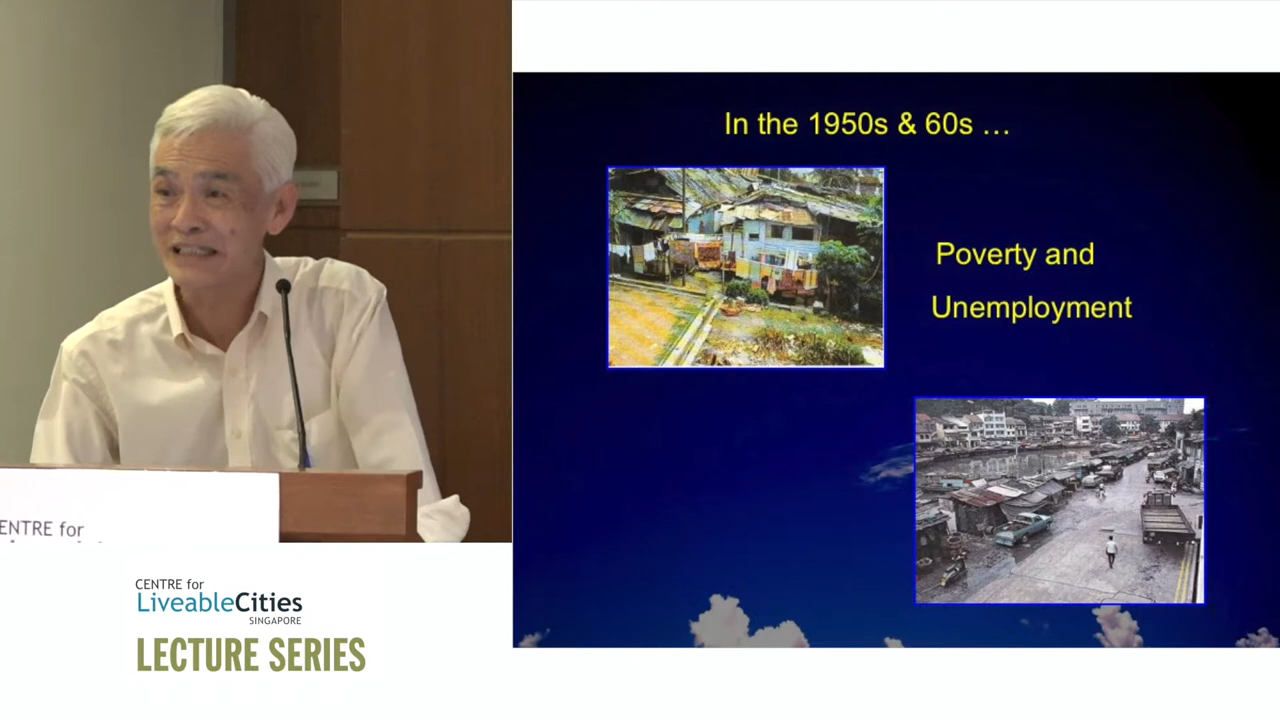 In the 1950s & 60s ...
Poverty and
Unemployment
ENTRE for
CENTRE for
LiveableCities
SINGAPORE
LECTURE SERIES